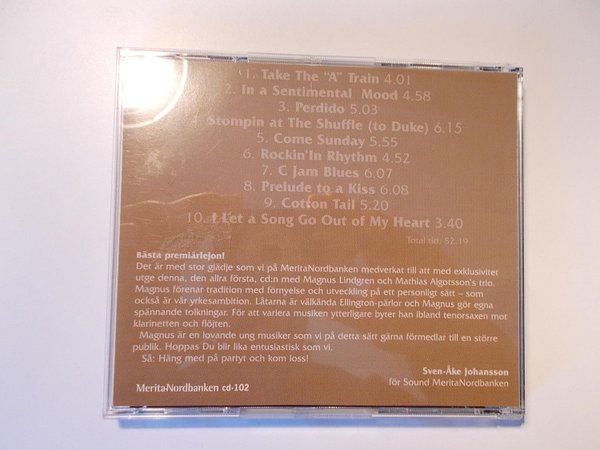 1. Take The "A" Train 4.01
2. In a Sentimental Mood 4.58
3. Perdido 5.03
4. Stompin at The Shuffle (to Duke) 6.15
5. Come Sunday 5.55
6. Rockin'In Rhythm 4.52
7. C Jam Blues 6.07
8. Prelude to a Kiss 6.08
9. Cotton Tail 5.20
10. I Let a Song Go Out of My Heart 3.40
Total tid: 52.19
Bästa premiärlejon!
Det är med stor glädje som vi på MeritaNordbanken medverkat till att med exklusivitet
utge denna, den allra första, cd:n med Magnus Lindgren och Mathias Algotsson's trio.
Magnus förenar tradition med förnyelse och utveckling på ett personligt sätt – som
också är vår yrkesambition. Låtarna är välkända Ellington-pärlor och Magnus gör egna
spännande tolkningar. För att variera musiken ytterligare byter han ibland tenorsaxen mot
klarinetten och flöjten.
Magnus är en lovande ung musiker som vi på detta sätt gärna förmedlar till en större
publik. Hoppas Du blir lika entusiastisk som vi.
Så: Häng med på partyt och kom loss!
Sven-Åke Johansson
för Sound MeritaNordbanken
MeritaNordbanken cd-102